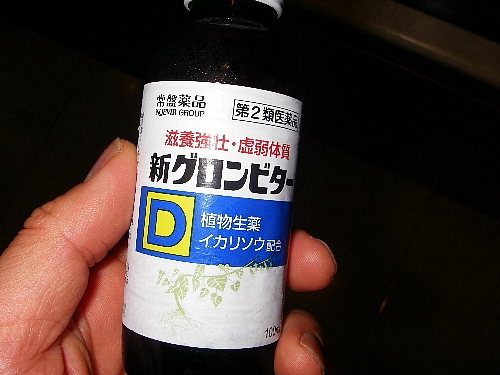 常盤薬品
NOEVIR GROUP
第2類医薬品
滋養強壮・虚弱体質
新グロンビター
D
植物生薬
イカリソウ配合